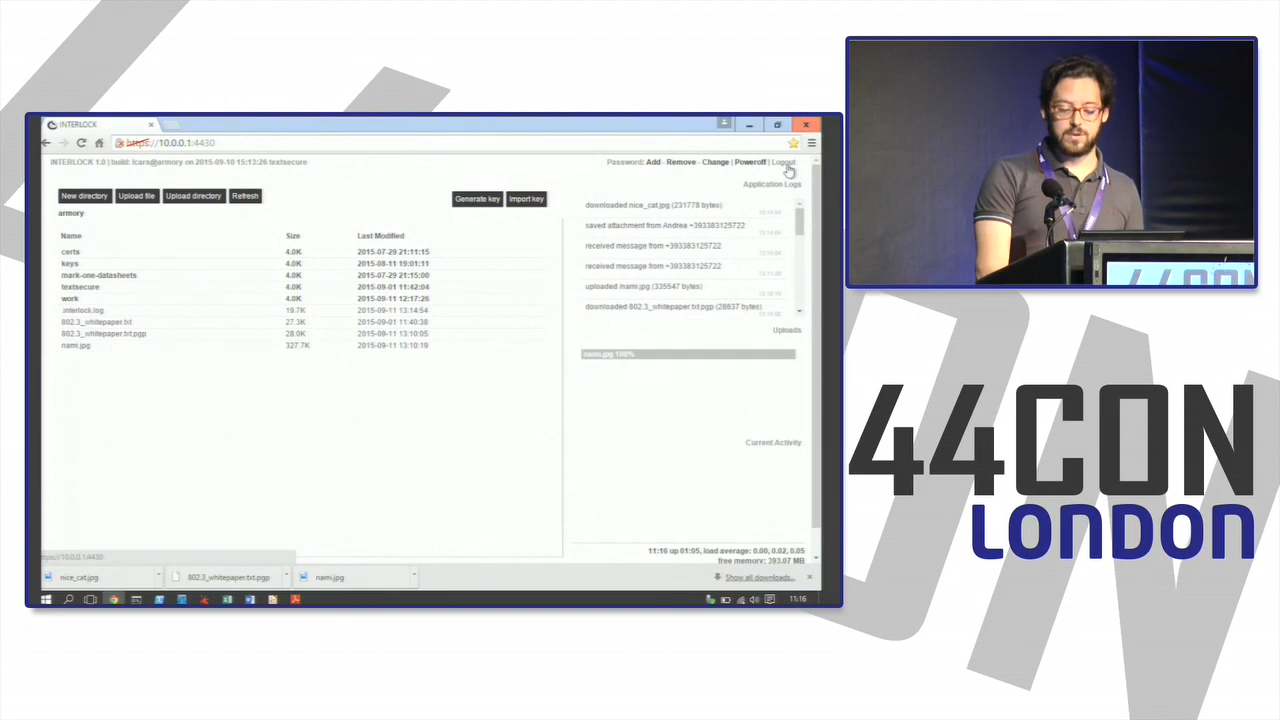 INTERLOCK
https://10.0.0.1:4430
INTERLOCK 1.0 | build: lcars@armory on 2015-09-10 15:13:26 textsecure
Password: Add - Remove - Change | Poweroff | Logout
Application Logs
New directory Upload file Upload directory Refresh
Generate key Import key
armory
Name Size Last Modified
certs 4.0K 2015-07-29 21:11:15
keys 4.0K 2015-08-11 19:01:11
mark-one-datasheets 4.0K 2015-07-29 21:15:00
textsecure 4.0K 2015-09-01 11:42:04
work 4.0K 2015-09-11 12:17:26
.interlock.log 19.7K 2015-09-11 13:14:54
802.3_whitepaper.txt 27.3K 2015-09-01 11:40:38
802.3_whitepaper.txt.pgp 28.0K 2015-09-11 13:10:05
nami.jpg 327.7K 2015-09-11 13:10:19
downloaded nice_cat.jpg (231778 bytes)
saved attachment from Andrea +393383125722
received message from +393383125722
received message from +393383125722
uploaded /nami.jpg (335547 bytes)
downloaded 802.3_whitepaper.txt.pgp (28637 bytes)
Uploads
nami.jpg 100%
Current Activity
11:16 up 01:05, load average: 0.00, 0.02, 0.05
free memory: 393.07 MB
https://10.0.0.1:4430
nice_cat.jpg 802.3_whitepaper.txt.pgp nami.jpg
Show all downloads...
11:16
44CON
LONDON